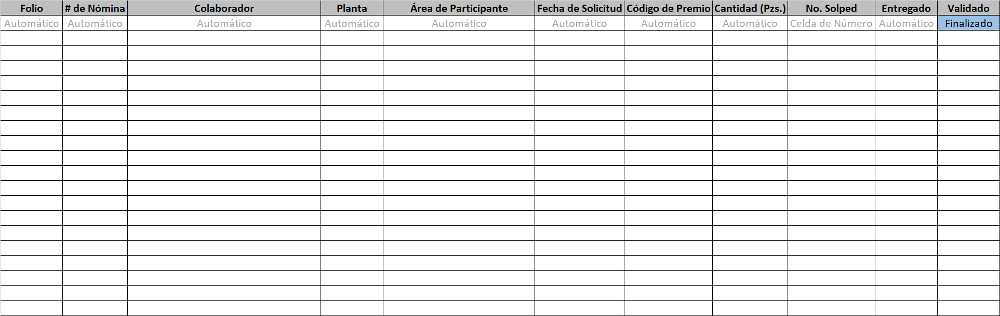 Folio # de Nómina Colaborador Planta Área de Participante Fecha de Solicitud Código de Premio Cantidad (Pzs.) No. Solped Entregado Validado
Automático Automático Automático Automático Automático Automático Automático Automático Celda de Número Automático Finalizado